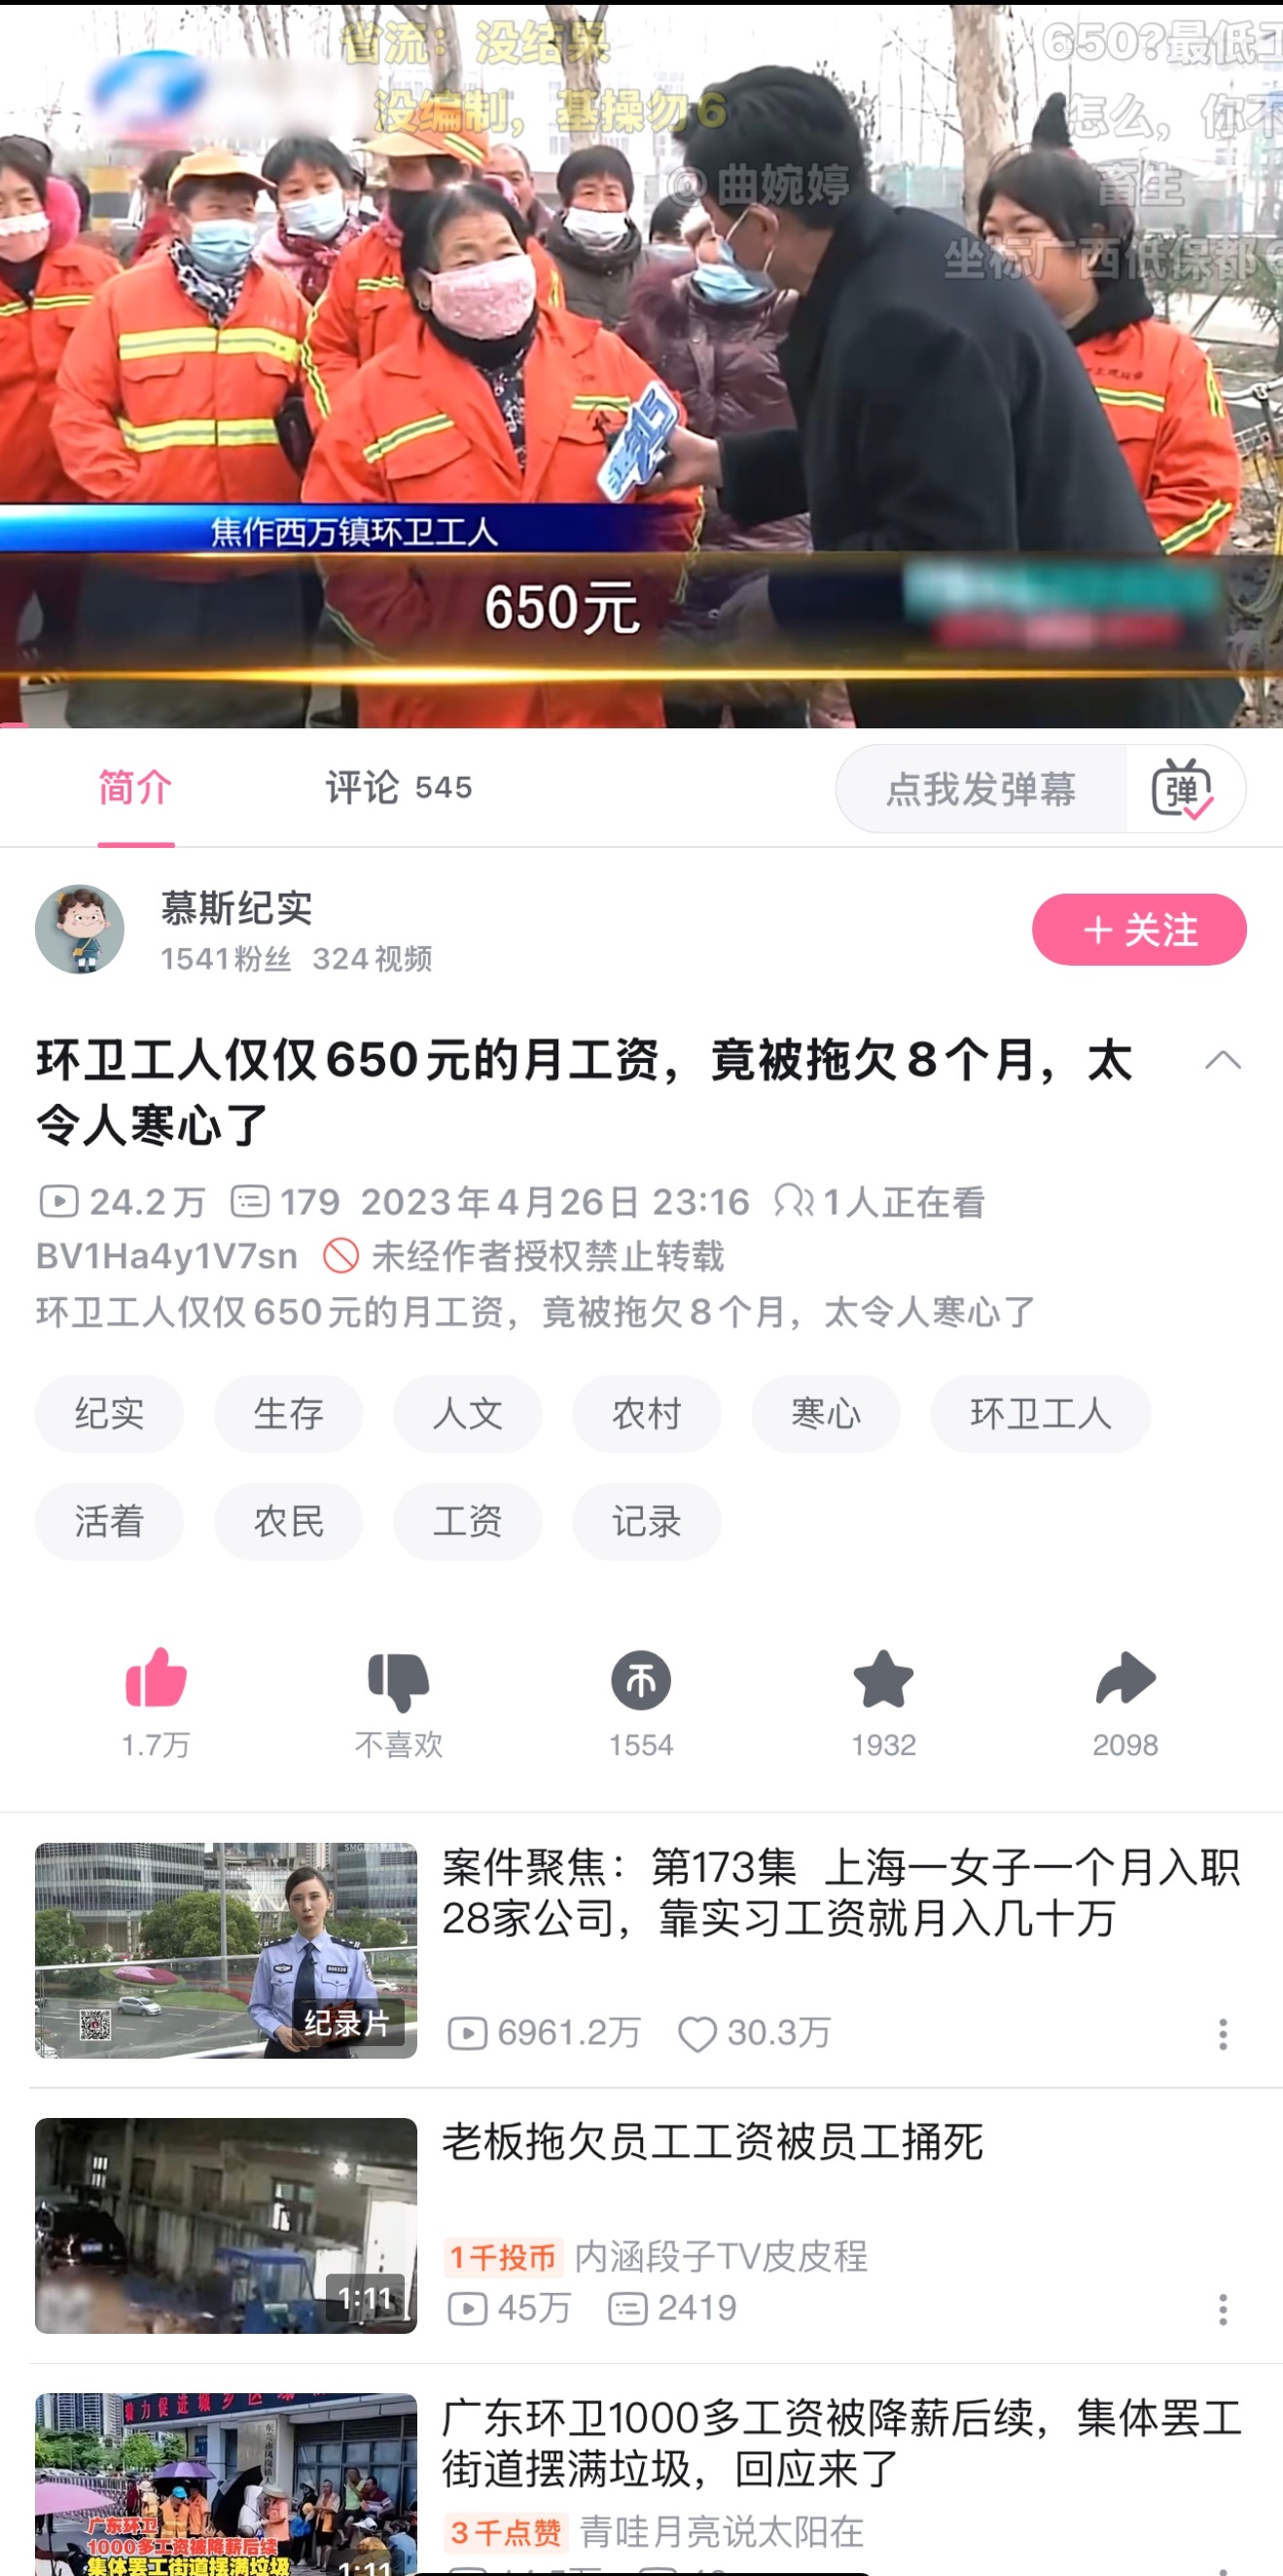 省流：没结果
650?最低工
没编制，基操勿6
怎么，你不
@曲婉婷
畜生
坐标广西低保都6
焦作西万镇环卫工人
650元
简介
评论 545
点我发弹幕
弹
慕斯纪实
1541粉丝 324视频
+ 关注
环卫工人仅仅650元的月工资，竟被拖欠8个月，太
令人寒心了
24.2万 179 2023年4月26日 23:16 1人正在看
BV1Ha4y1V7sn 未经作者授权禁止转载
环卫工人仅仅650元的月工资，竟被拖欠8个月，太令人寒心了
纪实 生存 人文 农村 寒心 环卫工人
活着 农民 工资 记录
1.7万 不喜欢 1554 1932 2098
案件聚焦：第173集 上海一女子一个月入职
28家公司，靠实习工资就月入几十万
纪录片
6961.2万 30.3万
老板拖欠员工工资被员工捅死
1千投币 内涵段子TV皮皮程
1:11
45万 2419
广东环卫1000多工资被降薪后续，集体罢工
街道摆满垃圾，回应来了
3千点赞 青哇月亮说太阳在
力促进城乡区
广东环卫
1000多工资被降薪后续
集体罢工街道摆满垃圾
1:11